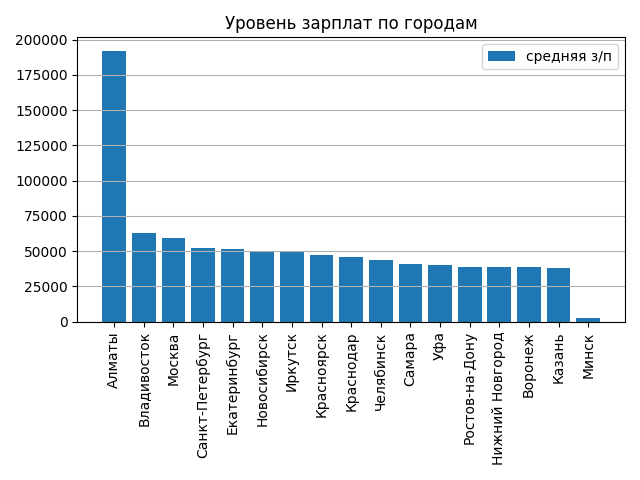 Уровень зарплат по городам
средняя з/п
200000
175000
150000
125000
100000
75000
50000
25000
0
Алматы
Владивосток
Москва
Санкт-Петербург
Екатеринбург
Новосибирск
Иркутск
Красноярск
Краснодар
Челябинск
Самара
Уфа
Ростов-на-Дону
Нижний Новгород
Воронеж
Казань
Минск